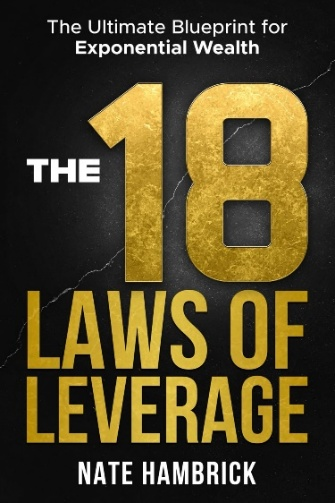 The Ultimate Blueprint for
Exponential Wealth
THE 18
LAWS OF
LEVERAGE
NATE HAMBRICK